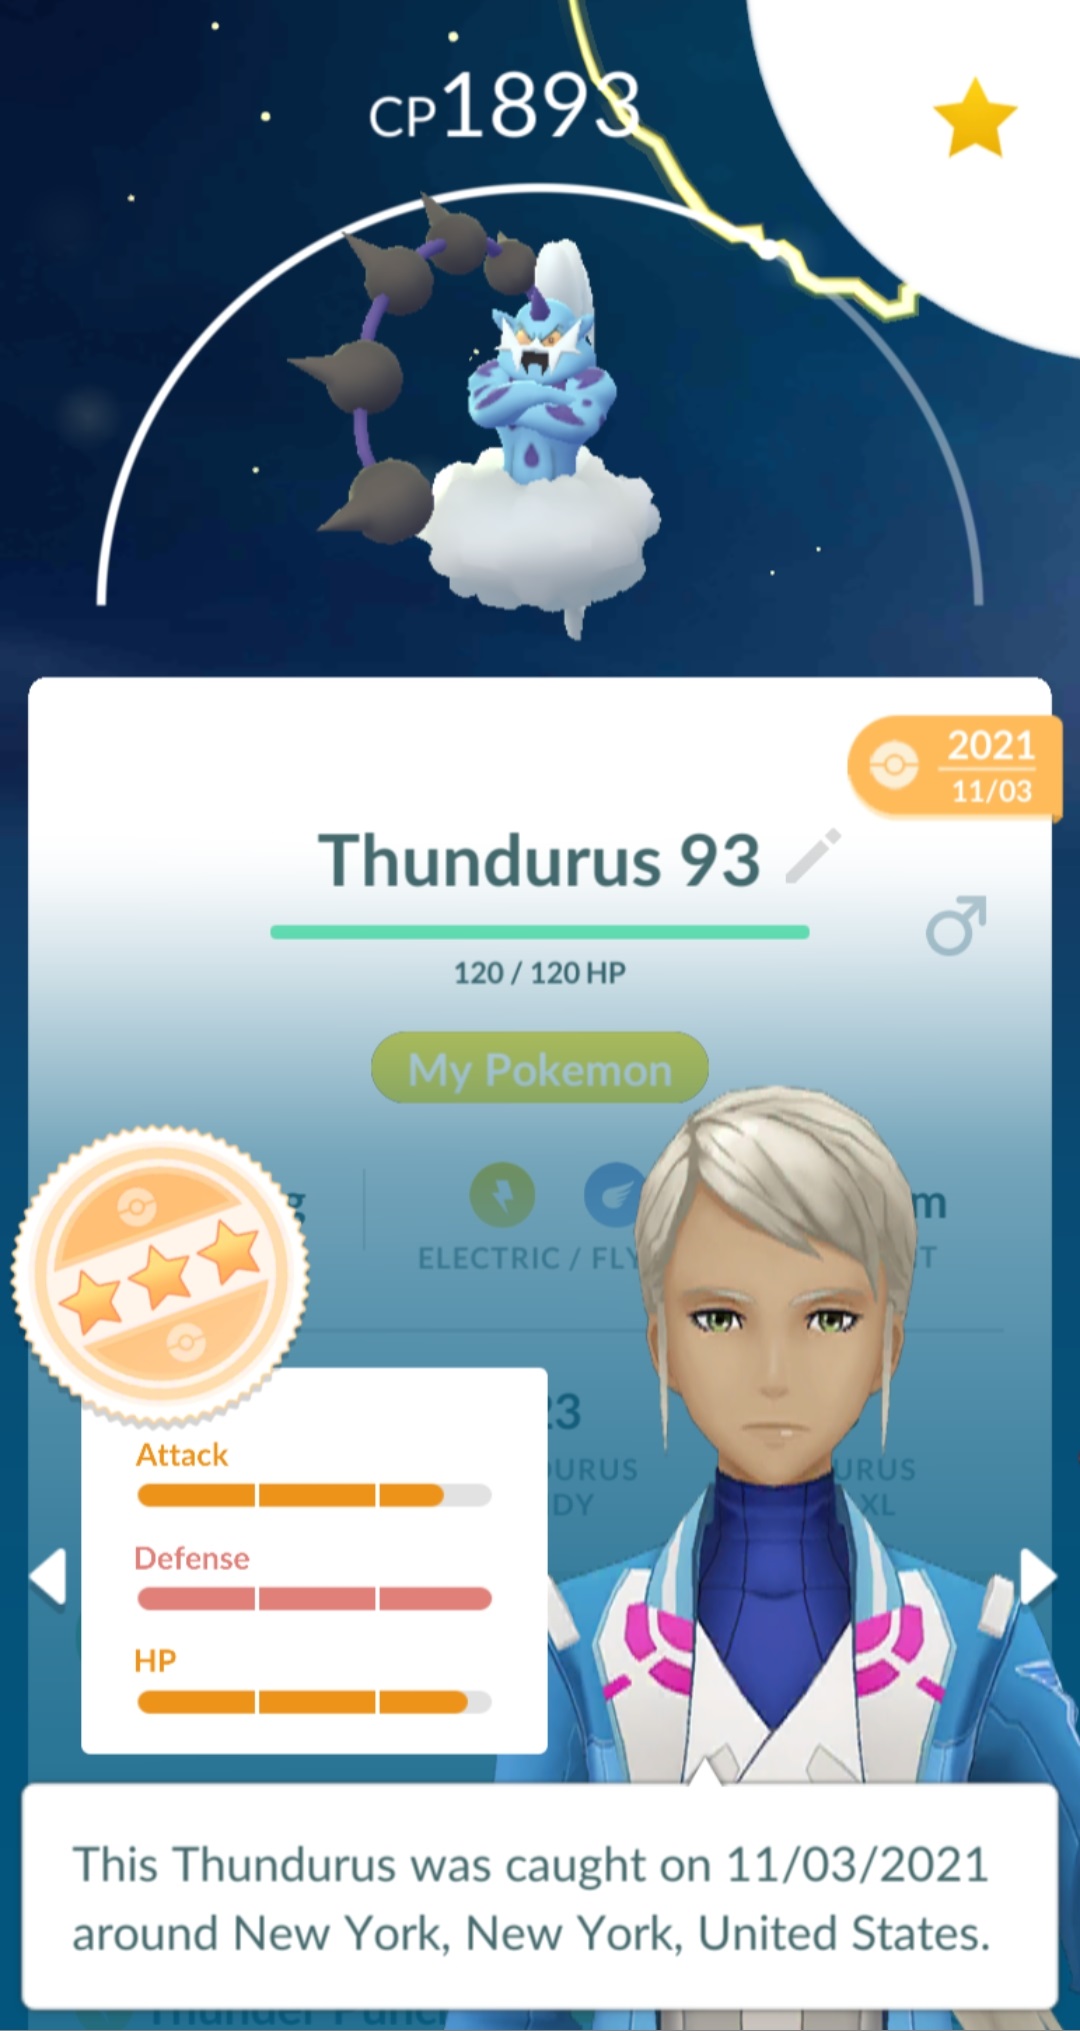 CP1893
2021
11/03
Thundurus 93
120 / 120 HP
My Pokemon
ELECTRIC / FLY
m
Attack
Defense
HP
23
This Thundurus was caught on 11/03/2021
around New York, New York, United States.